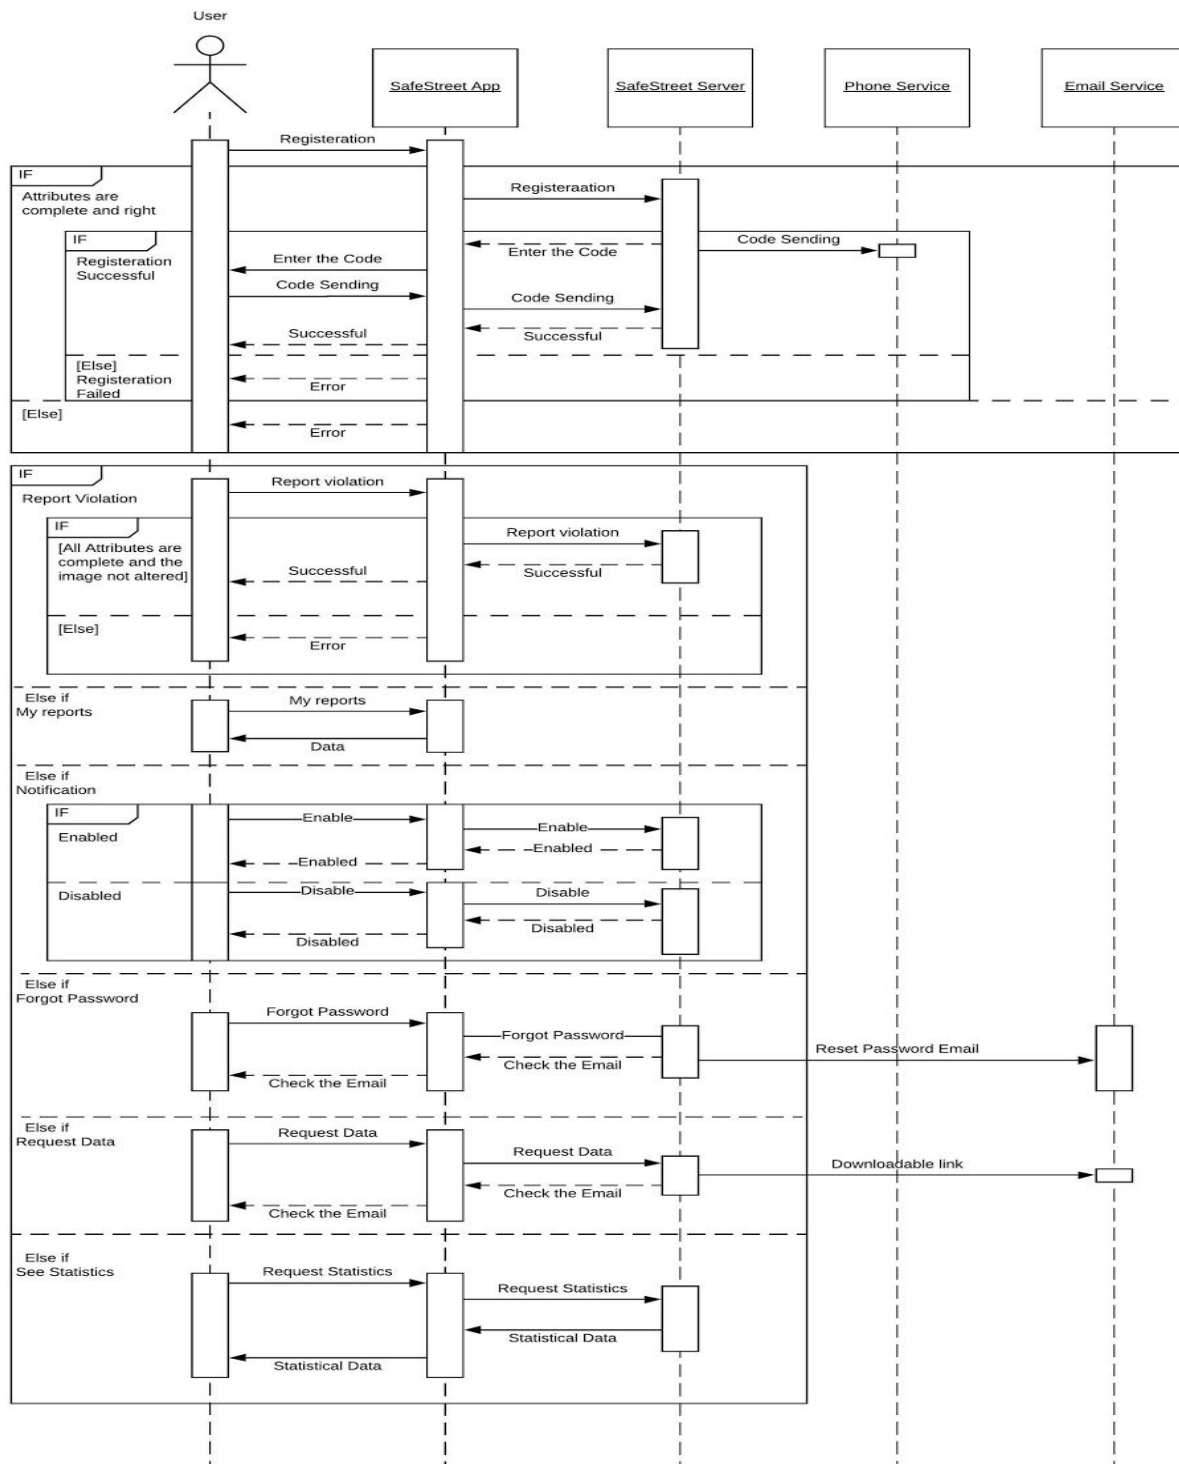 User
SafeStreet App
SafeStreet Server
Phone Service
Email Service
Registeration
IF
Attributes are
complete and right
Registeraation
IF
Registeration
Successful
Enter the Code
Code Sending
Enter the Code
Code Sending
Code Sending
Successful
Successful
[Else]
Registeration
Failed
Error
[Else]
Error
IF
Report Violation
Report violation
IF
[All Attributes are
complete and the
image not altered]
Report violation
Successful
Successful
[Else]
Error
Else if
My reports
My reports
Data
Else if
Notification
IF
Enabled
Enable
Enable
Enabled
Enabled
Disabled
Disable
Disable
Disabled
Disabled
Else if
Forgot Password
Forgot Password
Forgot Password
Reset Password Email
Check the Email
Check the Email
Else if
Request Data
Request Data
Request Data
Downloadable link
Check the Email
Check the Email
Else if
See Statistics
Request Statistics
Request Statistics
Statistical Data
Statistical Data